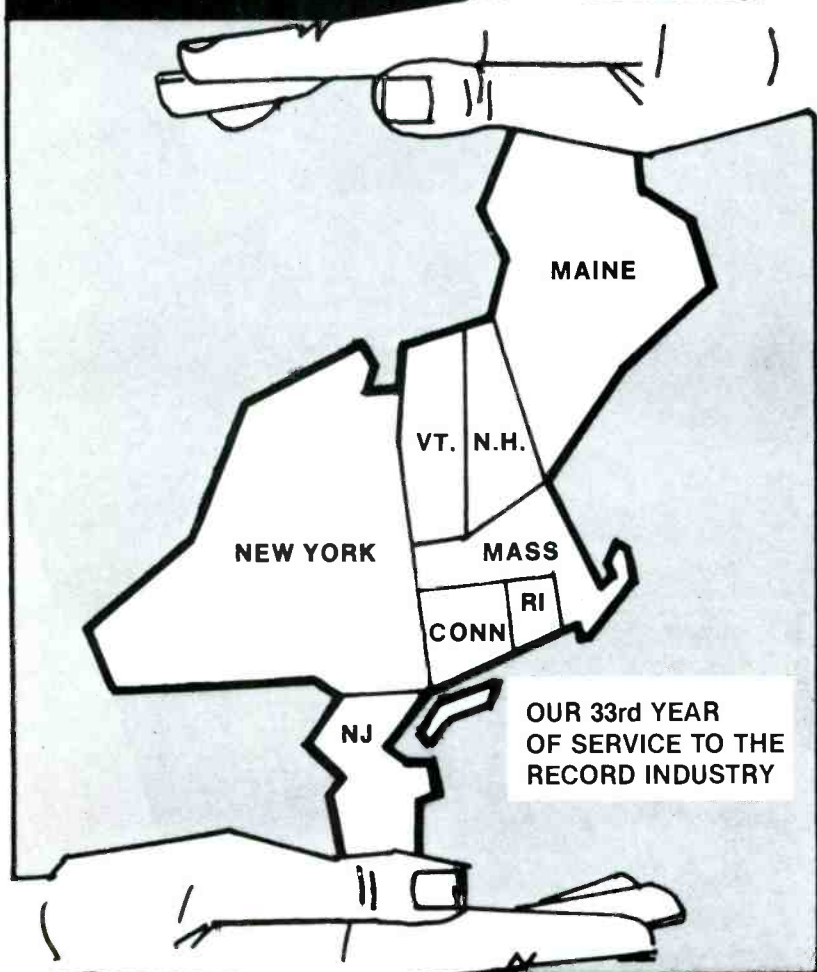 MAINE
VT. N.H.
NEW YORK
MASS
RI
CONN
NJ
OUR 33rd YEAR
OF SERVICE TO THE
RECORD INDUSTRY